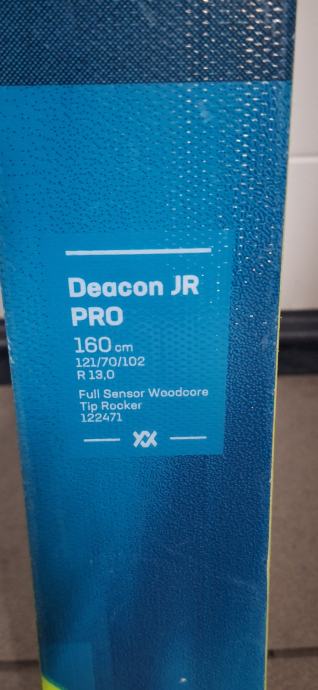 Deacon JR
PRO
160 cm
121/70/102
R 13,0
Full Sensor Woodcore
Tip Rocker
122471